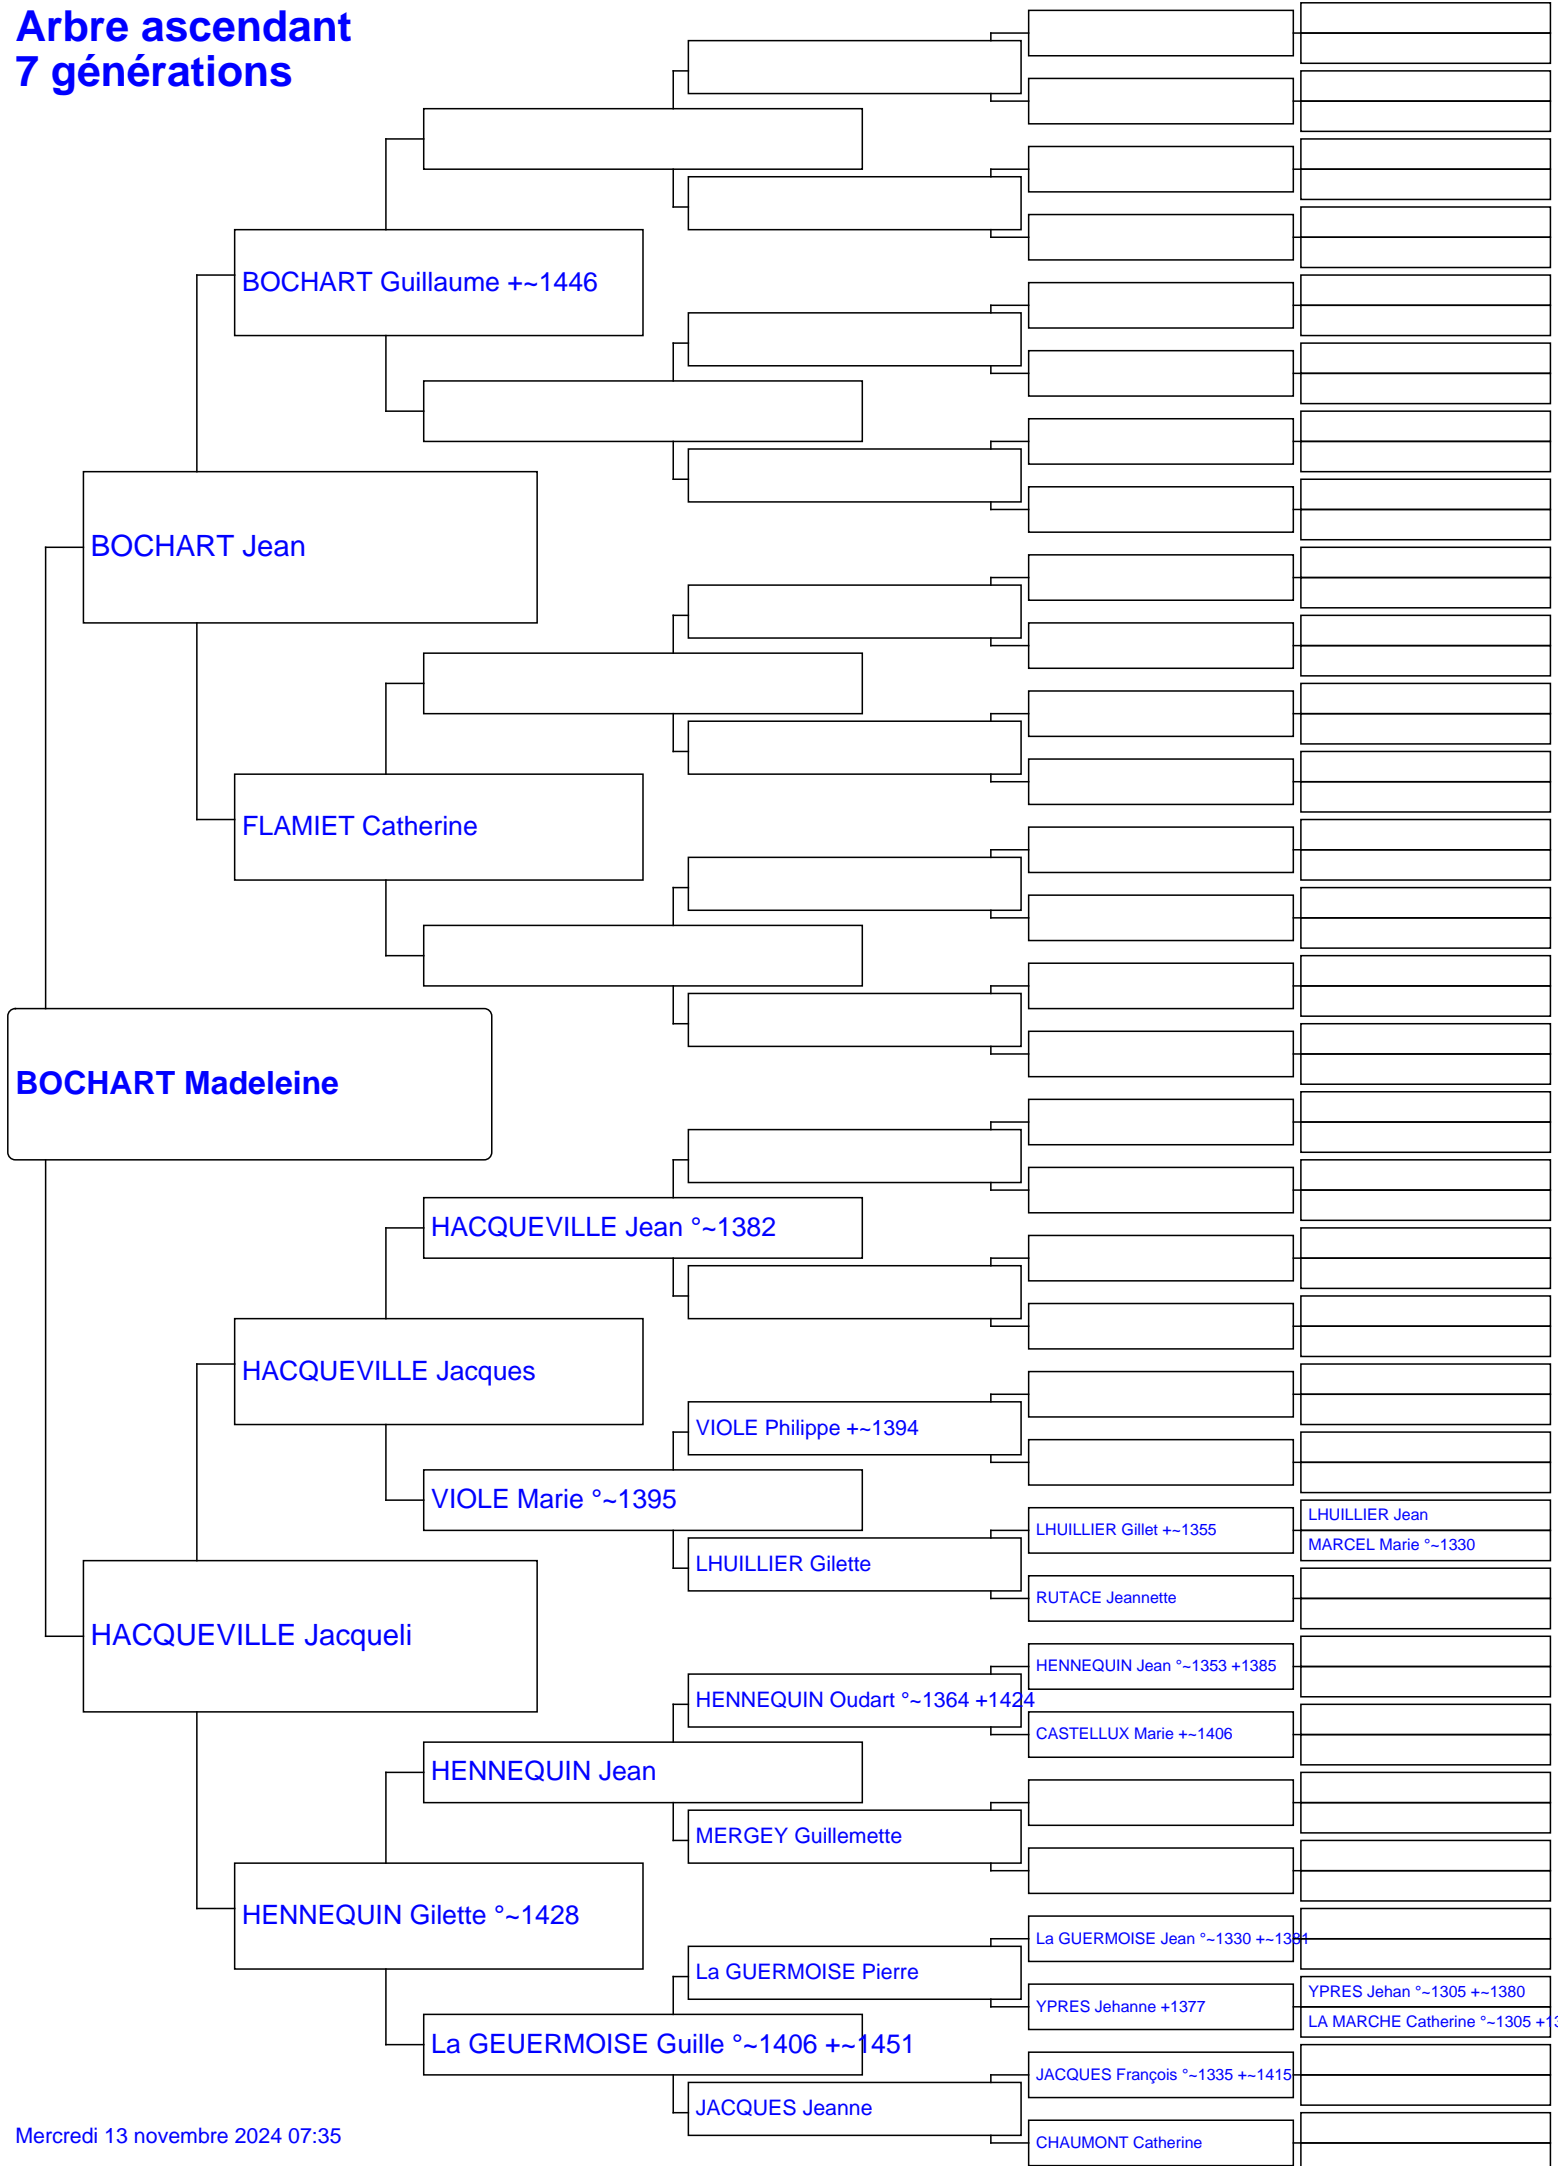 Arbre ascendant
7 générations
BOCHART Guillaume +~1446
BOCHART Jean
FLAMIET Catherine
BOCHART Madeleine
HACQUEVILLE Jean °~1382
HACQUEVILLE Jacques
VIOLE Philippe +~1394
VIOLE Marie °~1395
LHUILLIER Gillet +~1355
LHUILLIER Jean
MARCEL Marie °~1330
LHUILLIER Gilette
RUTACE Jeannette
HACQUEVILLE Jacqueli
HENNEQUIN Jean °~1353 +1385
HENNEQUIN Oudart °~1364 +1424
CASTELLUX Marie +~1406
HENNEQUIN Jean
MERGEY Guillemette
HENNEQUIN Gilette °~1428
La GUERMOISE Jean °~1330 +~1381
La GUERMOISE Pierre
YPRES Jehanne +1377
YPRES Jehan °~1305 +~1380
LA MARCHE Catherine °~1305
La GEUERMOISE Guille °~1406 +~1451
JACQUES François °~1335 +~1415
JACQUES Jeanne
CHAUMONT Catherine
Mercredi 13 novembre 2024 07:35